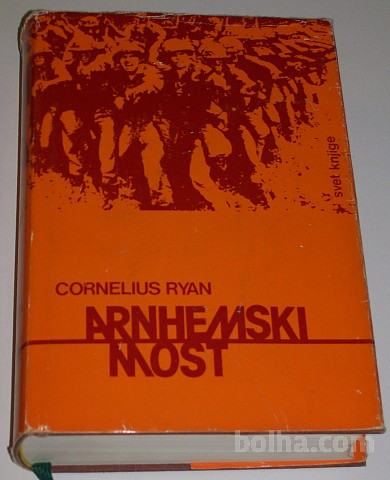 svet knjige
CORNELIUS RYAN
ARNHEMSKI
MOST
bolha.com